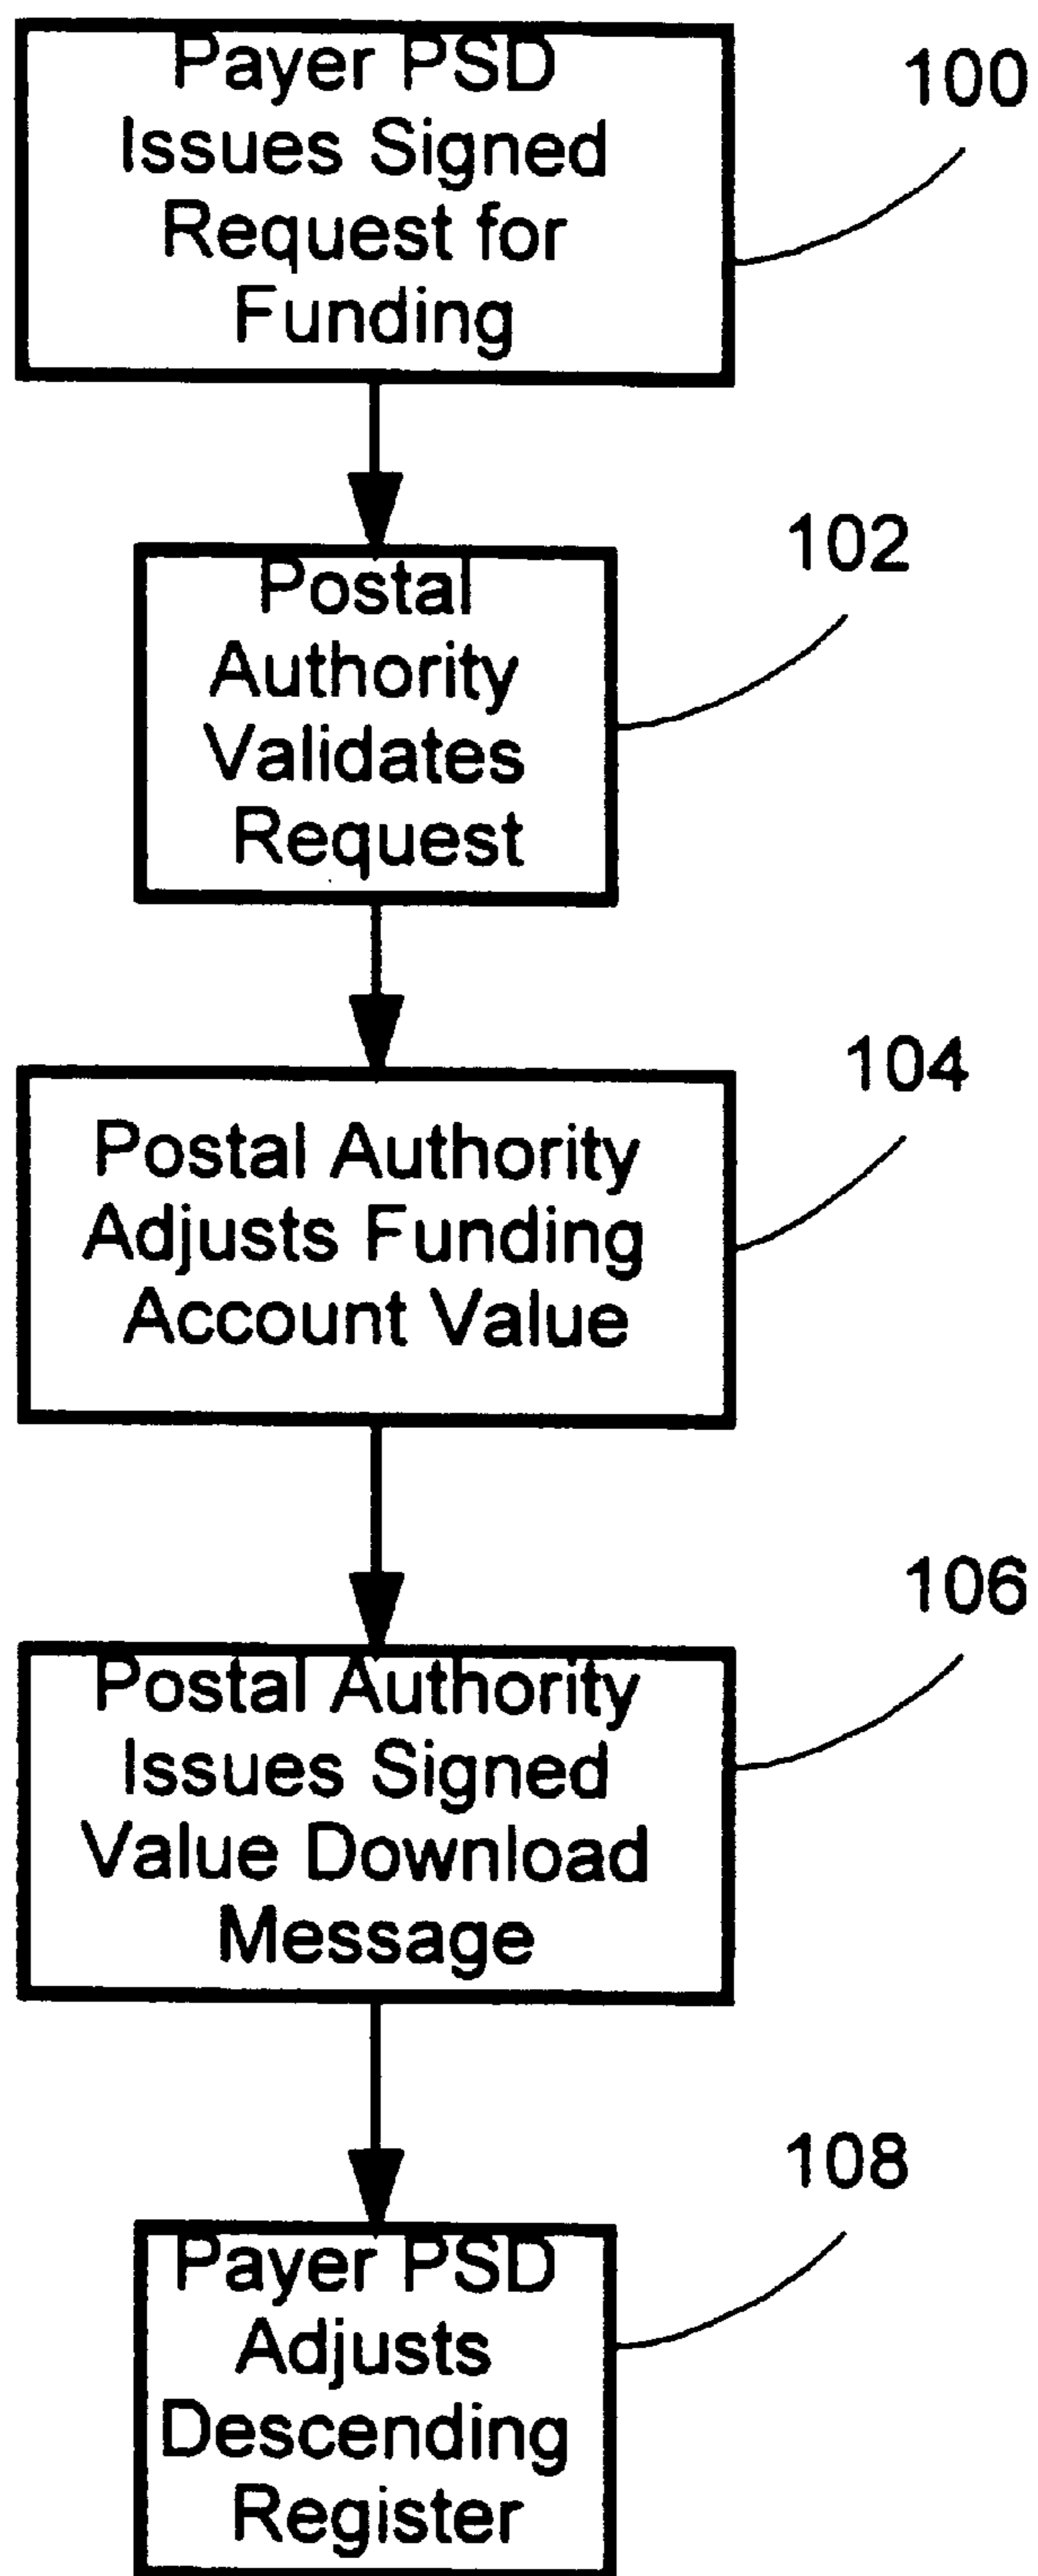 Payer PSD
Issues Signed
Request for
Funding
100
Postal
Authority
Validates
Request
102
Postal Authority
Adjusts Funding
Account Value
104
Postal Authority
Issues Signed
Value Download
Message
106
Payer PSD
Adjusts
Descending
Register
108